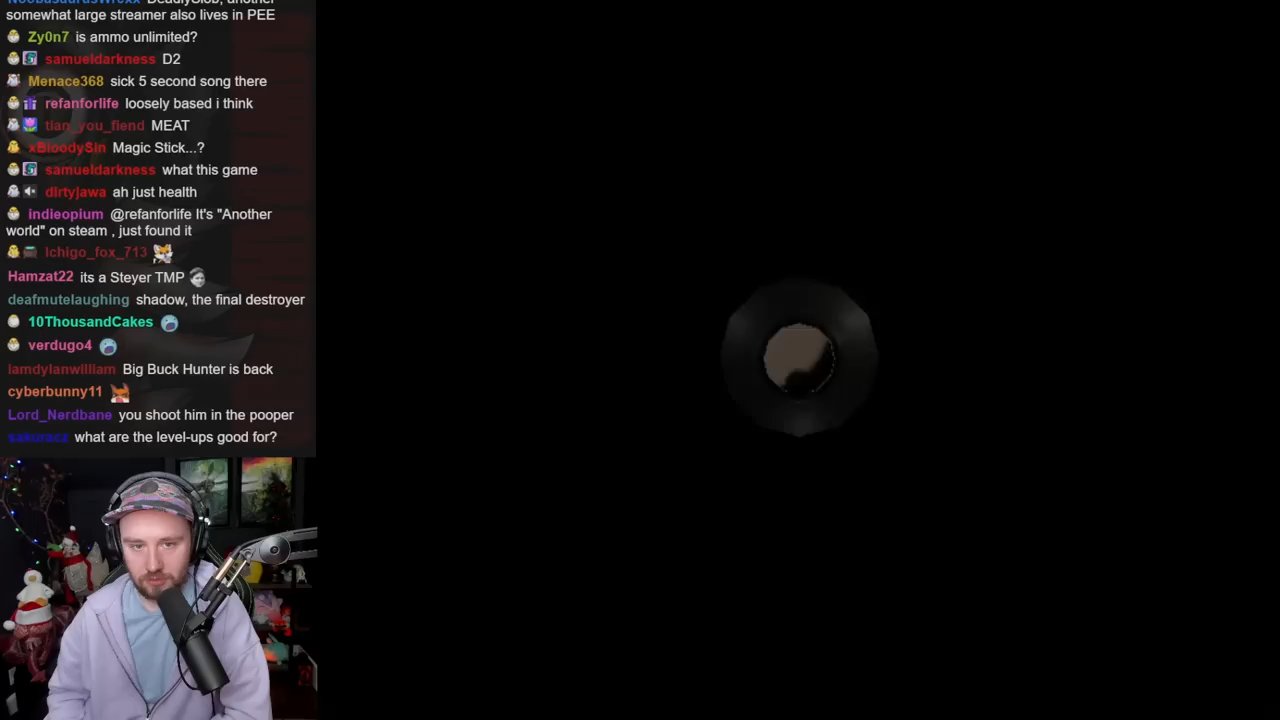 somewhat large streamer also lives in PEE
Zy0n7 is ammo unlimited?
samueldarkness D2
Menace368 sick 5 second song there
refanforlife loosely based i think
tian_you_fiend MEAT
xBloodySin Magic Stick...?
samueldarkness what this game
dirtyjawa ah just health
indieopium @refanforlife It's "Another
world" on steam , just found it
Ichigo_fox_713
Hamzat22 its a Steyer TMP
deafmutelaughing shadow, the final destroyer
10ThousandCakes
verdugo4
iamdylanwilliam Big Buck Hunter is back
cyberbunny11
Lord_Nerdbane you shoot him in the pooper
sakuracz what are the level-ups good for?